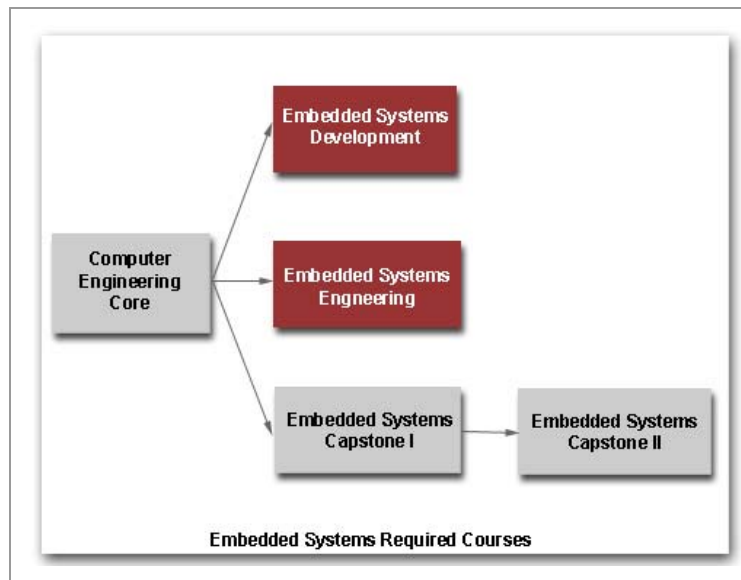 Embedded Systems
Development
Computer
Engineering
Core
Embedded Systems
Engneering
Embedded Systems
Capstone I
Embedded Systems
Capstone II
Embedded Systems Required Courses